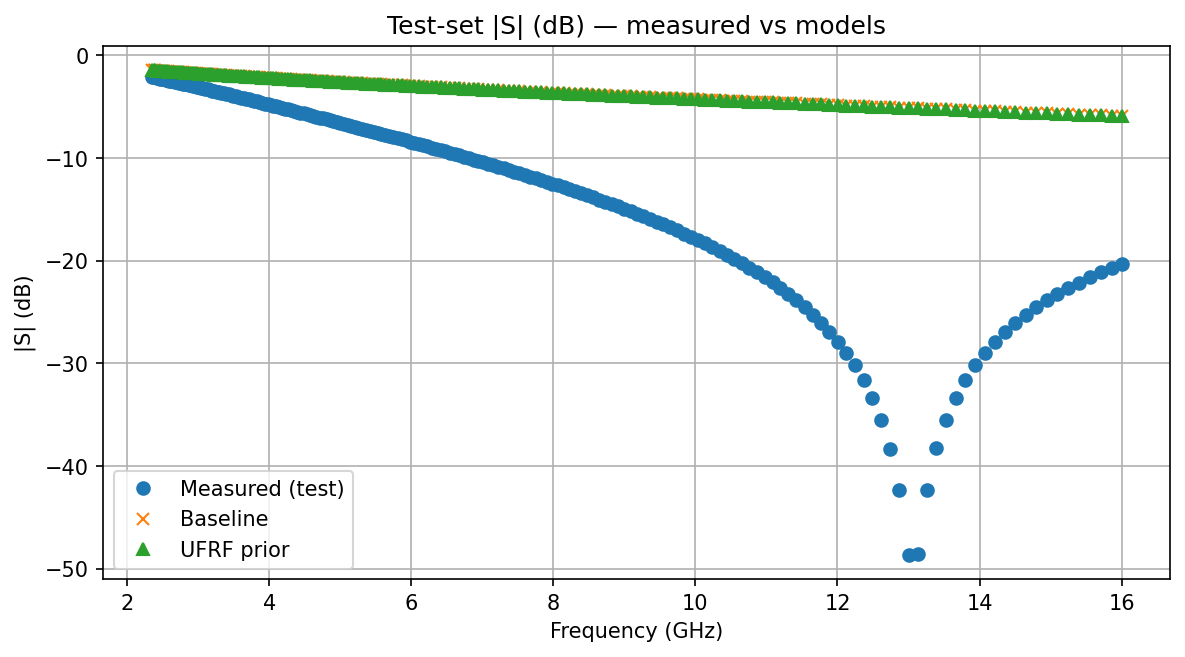 Test-set |S| (dB) — measured vs models
0
−10
−20
−30
−40
−50
|S| (dB)
Measured (test)
Baseline
UFRF prior
2 4 6 8 10 12 14 16
Frequency (GHz)